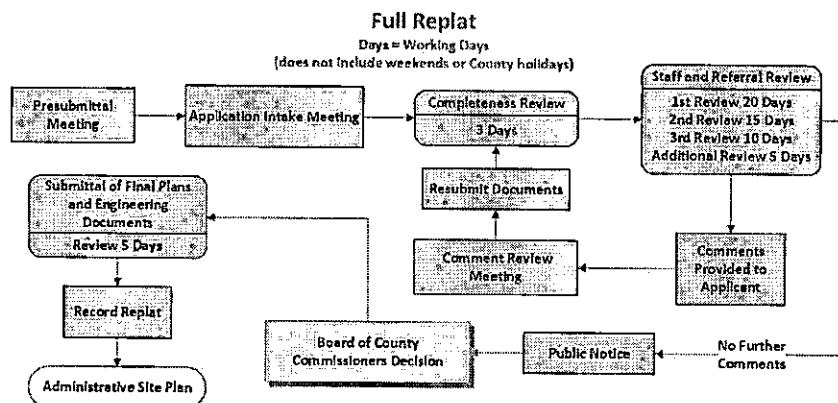 Full Replat
Days = Working Days
(does not include weekends or County holidays)
Presubmittal
Meeting
Application Intake Meeting
Completeness Review
3 Days
Staff and Referral Review
1st Review 20 Days
2nd Review 15 Days
3rd Review 10 Days
Additional Review 5 Days
Resubmit Documents
Comment Review
Meeting
Comments
Provided to
Applicant
No Further
Comments
Public Notice
Board of County
Commissioners Decision
Submittal of Final Plans
and Engineering
Documents
Review 5 Days
Record Replat
Administrative Site Plan